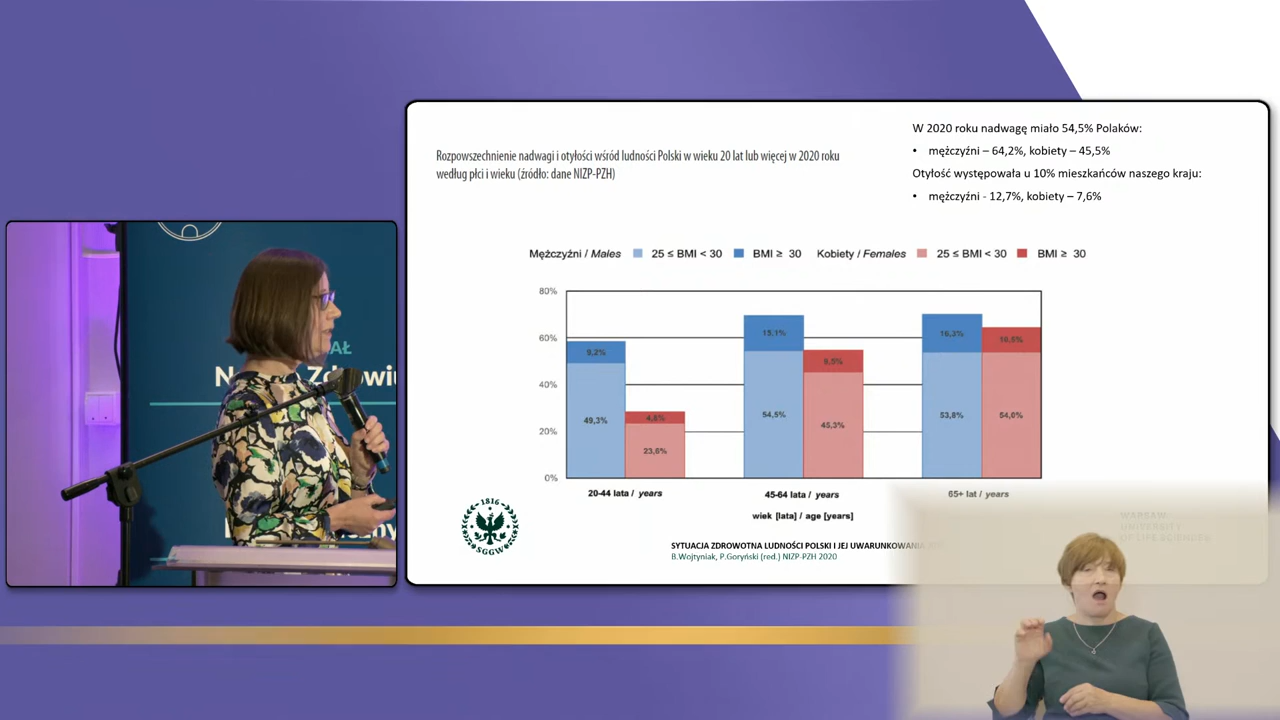 W 2020 roku nadwagę miało 54,5% Polaków:
• mężczyźni – 64,2%, kobiety – 45,5%
Otyłość występowała u 10% mieszkańców naszego kraju:
• mężczyźni - 12,7%, kobiety – 7,6%
Rozpowszechnienie nadwagi i otyłości wśród ludności Polski w wieku 20 lat lub więcej w 2020 roku
według płci i wieku (źródło: dane NIZP-PZH)
Mężczyźni / Males 25 ≤ BMI < 30 BMI ≥ 30 Kobiety / Females 25 ≤ BMI < 30 BMI ≥ 30
80%
60%
40%
20%
0%
9,2%
49,3%
4,8%
23,6%
15,1%
54,5%
45,3%
16,3%
53,8%
10,5%
54,0%
20-44 lata / years
45-64 lata / years
65+ lat / years
wiek [lata] / age [years]
1816
SGGW
SYTUACJA ZDROWOTNA LUDNOŚCI POLSKI I JEJ UWARUNKOWANIA
B.Wojtyniak, P.Goryński (red.) NIZP-PZH 2020
WARSAW
UNIVERSITY
OF LIFE SCIENCES